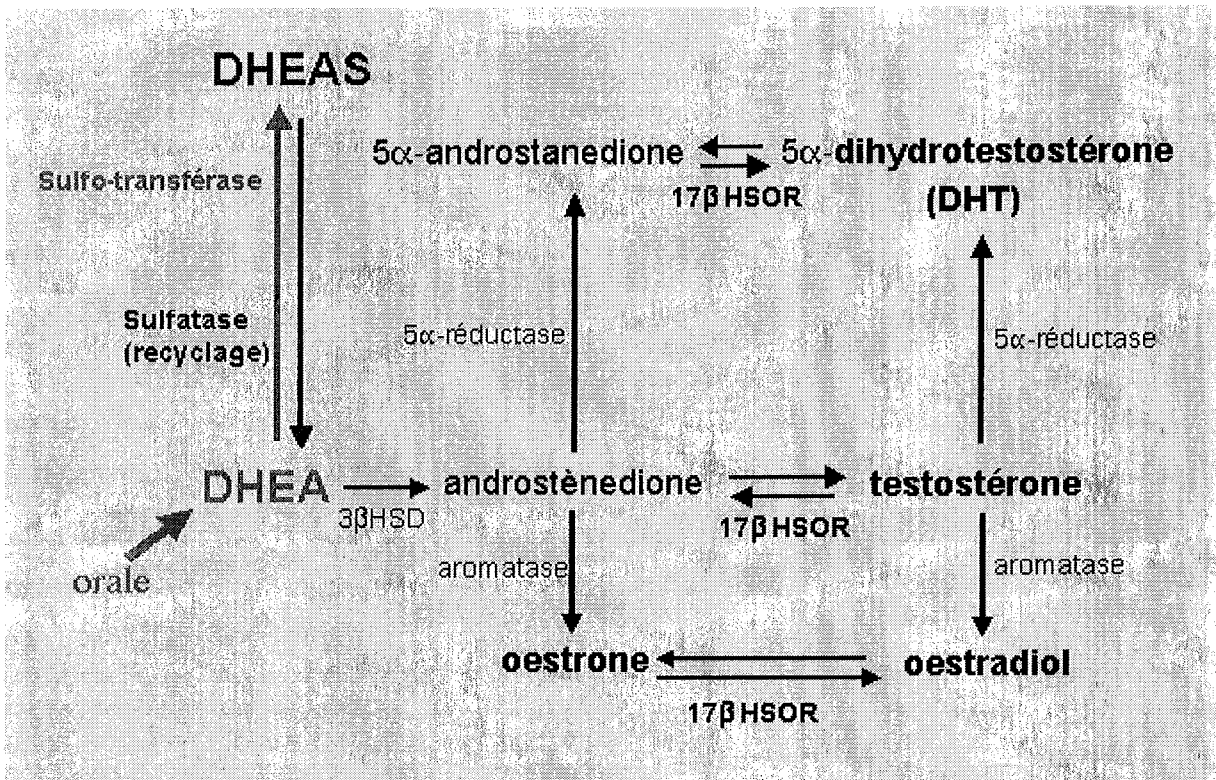 DHEAS
5α-androstanedione
5α-dihydrotestostérone
(DHT)
17β HSOR
Sulfo-transférase
Sulfatase
(recyclage)
5α-réductase
5α-réductase
DHEA
3βHSD
androstènedione
17β HSOR
testostérone
orale
aromatase
aromatase
oestrone
17β HSOR
oestradiol